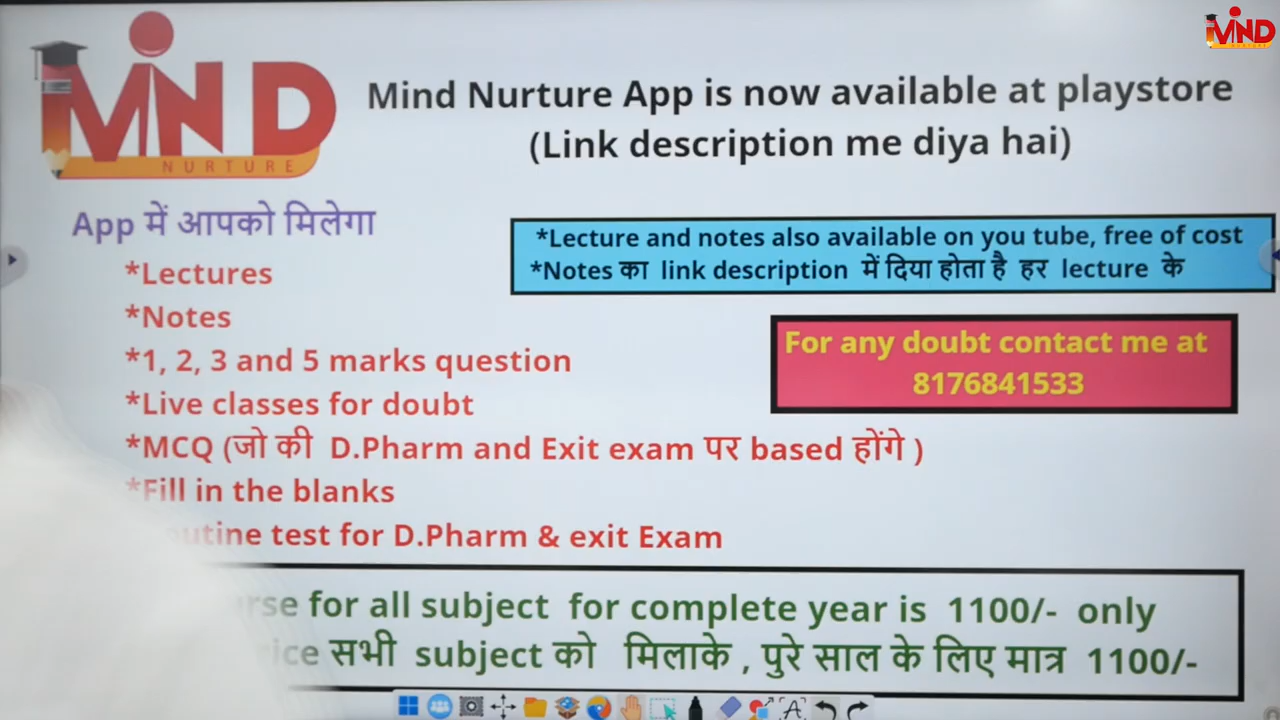 MIND
NURTURE
MIND
NURTURE
Mind Nurture App is now available at playstore
(Link description me diya hai)
App में आपको मिलेगा
*Lecture and notes also available on you tube, free of cost
*Notes का link description में दिया होता है हर lecture के
*Lectures
*Notes
*1, 2, 3 and 5 marks question
*Live classes for doubt
*MCQ (जो की D.Pharm and Exit exam पर based होंगे )
*Fill in the blanks
test for D.Pharm & exit Exam
For any doubt contact me at
8176841533
for all subject for complete year is 1100/- only
सभी subject को मिलाके , पुरे साल के लिए मात्र 1100/-